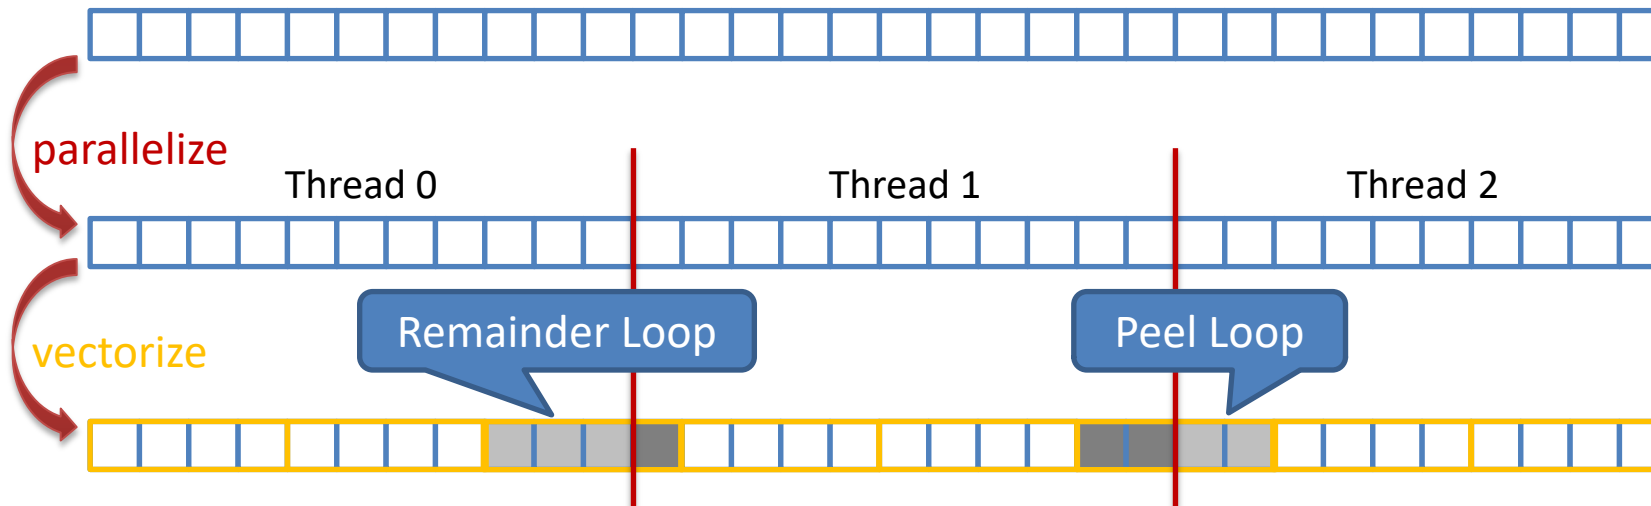 parallelize
Thread 0
Thread 1
Thread 2
Remainder Loop
Peel Loop
vectorize